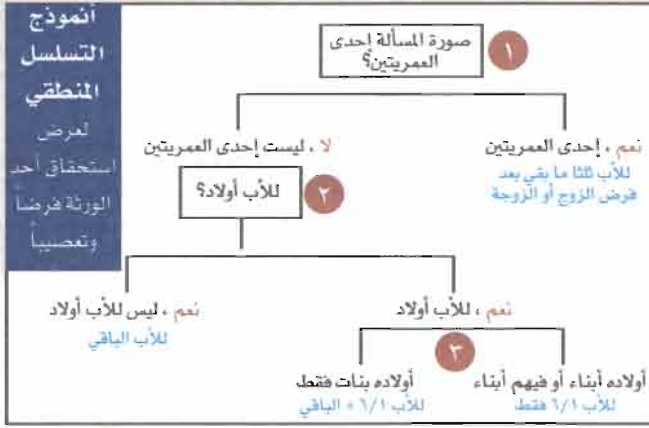 أنموذج
التسلسل
المنطقي
لعرض
استحقاق أحد
الورثة فرضاً
وتعصيباً
١
صورة المسألة إحدى
العمريتين؟
نعم ، إحدى العمريتين
للأب ثلثا ما بقي بعد
فرض الزوج أو الزوجة
لا ، ليست إحدى العمريتين
٢
للأب أولاد؟
نعم ، للأب أولاد
نعم ، ليس للأب أولاد
للأب الباقي
٣
أولاده أبناء أو فيهم أبناء
للأب ٦/١ فقط
أولاده بنات فقط
للأب ٦/١ + الباقي